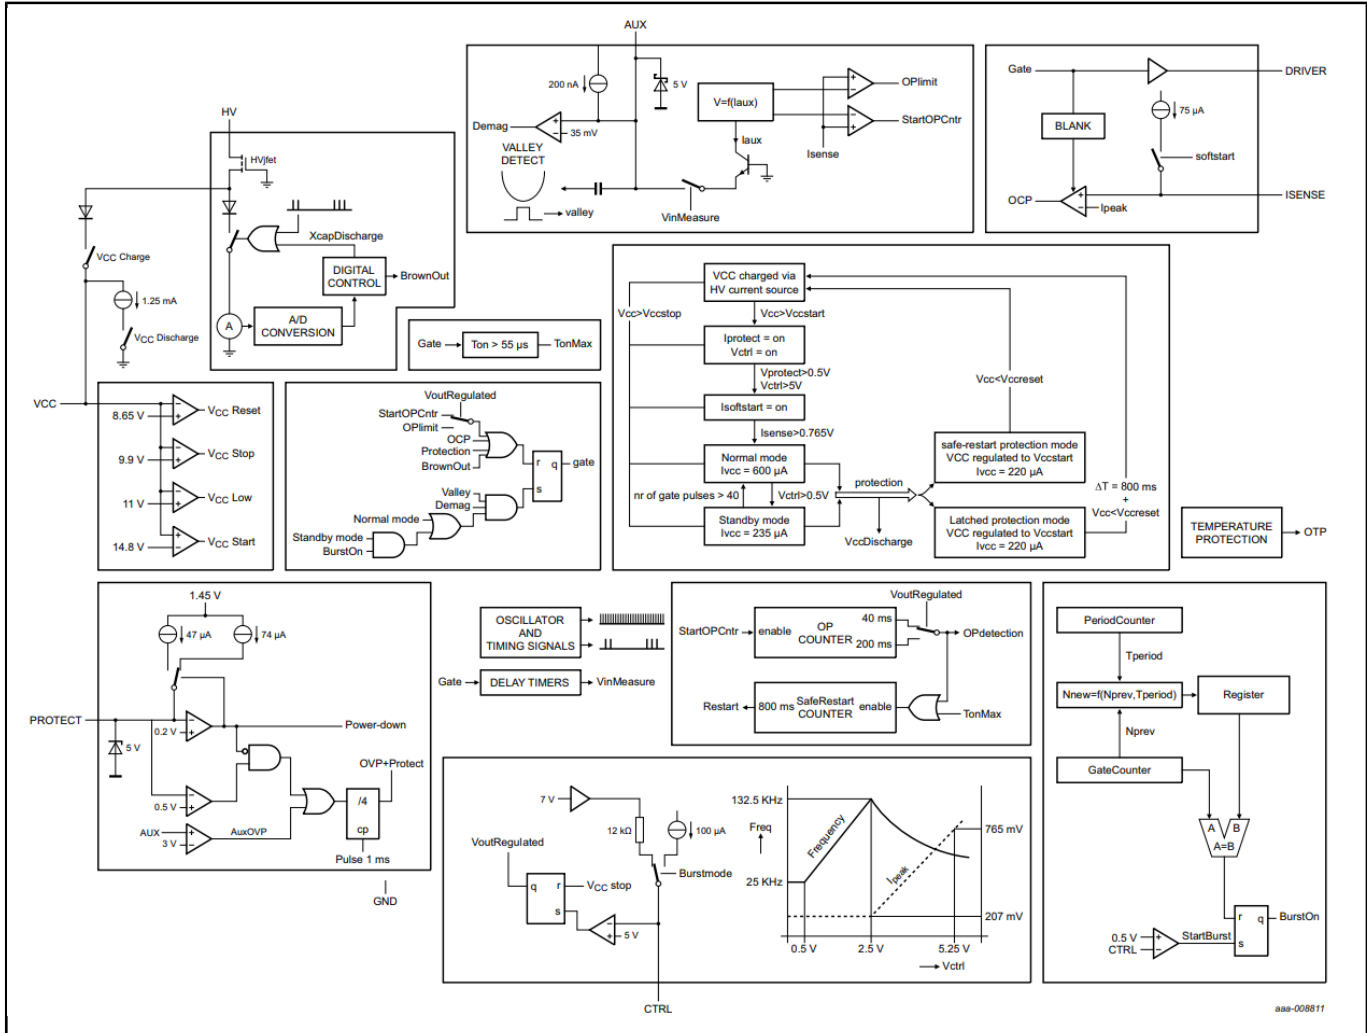 AUX
200 nA
5 V
Demag
35 mV
VALLEY
DETECT
valley
V=f(Iaux)
Iaux
VinMeasure
OPlimit
StartOPCntr
Isense
Gate
DRIVER
BLANK
75 µA
softstart
ISENSE
OCP
Ipeak
HV
HVjfet
XcapDischarge
DIGITAL
CONTROL
BrownOut
A
A/D
CONVERSION
VCC Charge
1.25 mA
VCC Discharge
Gate
Ton > 55 µs
TonMax
VCC
8.65 V
VCC Reset
9.9 V
VCC Stop
11 V
VCC Low
14.8 V
VCC Start
VoutRegulated
StartOPCntr
OPlimit
OCP
Protection
BrownOut
r
q
gate
s
Valley
Demag
Normal mode
Standby mode
BurstOn
VCC charged via
HV current source
Vcc>Vccstop
Vcc>Vccstart
Iprotect = on
Vctrl = on
Vprotect>0.5V
Vctrl>5V
Isoftstart = on
Isense>0.765V
Normal mode
Ivcc = 600 µA
nr of gate pulses > 40
Vctrl>0.5V
Standby mode
Ivcc = 235 µA
protection
VccDischarge
Vcc<Vccreset
safe-restart protection mode
VCC regulated to Vccstart
Ivcc = 220 µA
Latched protection mode
VCC regulated to Vccstart
Ivcc = 220 µA
ΔT = 800 ms
+
Vcc<Vccreset
TEMPERATURE
PROTECTION
OTP
1.45 V
47 µA
74 µA
PROTECT
5 V
0.2 V
Power-down
0.5 V
AUX
3 V
AuxOVP
OVP+Protect
/4
cp
Pulse 1 ms
GND
OSCILLATOR
AND
TIMING SIGNALS
Gate
DELAY TIMERS
VinMeasure
VoutRegulated
StartOPCntr
enable
OP
COUNTER
40 ms
200 ms
OPdetection
Restart
800 ms
SafeRestart
COUNTER
enable
TonMax
7 V
12 kΩ
100 µA
VoutRegulated
Burstmode
q
r
s
VCC stop
5 V
CTRL
132.5 KHz
Freq
25 KHz
Frequency
Ipeak
765 mV
207 mV
0.5 V
2.5 V
5.25 V
Vctrl
PeriodCounter
Tperiod
Nnew=f(Nprev,Tperiod)
Register
Nprev
GateCounter
A
B
A=B
r
q
BurstOn
s
0.5 V
CTRL
StartBurst
aaa-008811